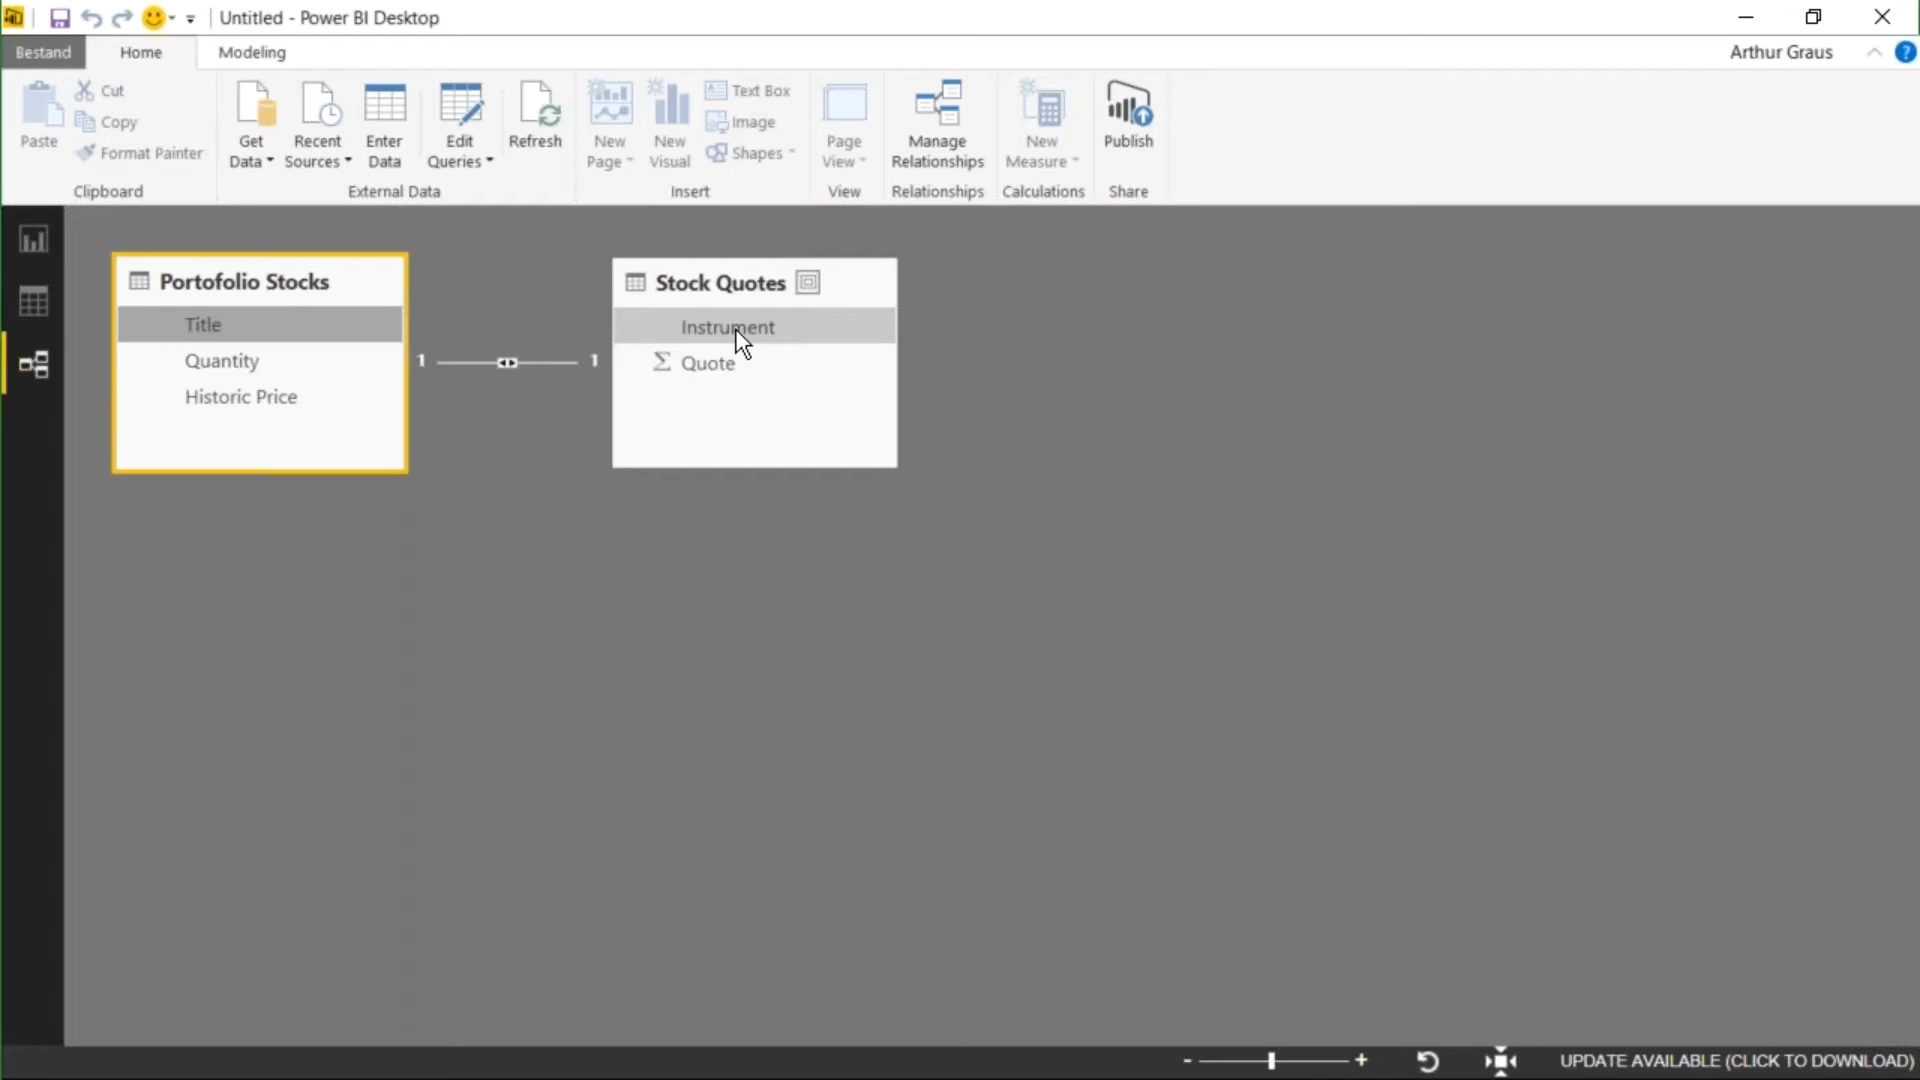 Untitled - Power BI Desktop
Bestand Home Modeling Arthur Graus ?
Paste Cut
Copy
Format Painter
Get Data
Recent Sources
Enter Data
Edit Queries
Refresh
New Page
New Visual
Text Box
Image
Shapes
Page View
Manage Relationships
New Measure
Publish
Clipboard External Data Insert View Relationships Calculations Share
Portofolio Stocks
Title
Quantity
Historic Price
1 1
Stock Quotes
Instrument
Σ Quote
- + UPDATE AVAILABLE (CLICK TO DOWNLOAD)